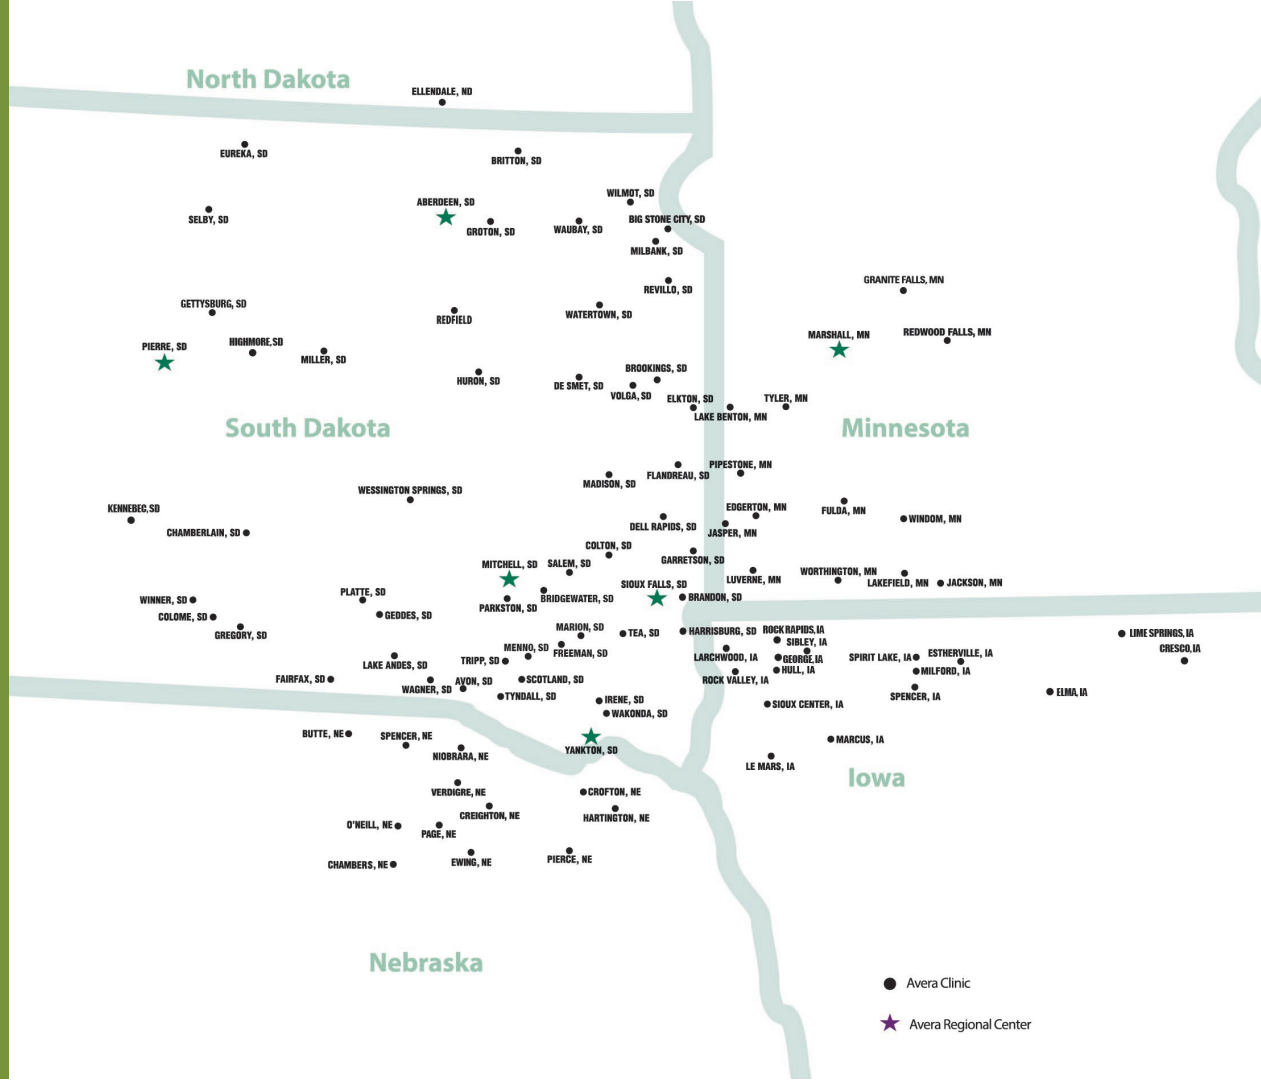 North Dakota
ELLENDALE, ND
EUREKA, SD
BRITTON, SD
WILMOT, SD
ABERDEEN, SD
SELBY, SD
GROTON, SD
WAUBAY, SD
BIG STONE CITY, SD
MILBANK, SD
GRANITE FALLS, MN
REVILLO, SD
GETTYSBURG, SD
REDFIELD
WATERTOWN, SD
MARSHALL, MN
REDWOOD FALLS, MN
PIERRE, SD
HIGHMORE, SD
MILLER, SD
BROOKINGS, SD
HURON, SD
DE SMET, SD
VOLGA, SD
ELKTON, SD
LAKE BENTON, MN
TYLER, MN
South Dakota
Minnesota
PIPESTONE, MN
FLANDREAU, SD
MADISON, SD
WESSINGTON SPRINGS, SD
KENNEBEC, SD
CHAMBERLAIN, SD
EDGERTON, MN
FULDA, MN
WINDOM, MN
DELL RAPIDS, SD
JASPER, MN
COLTON, SD
GARRETSON, SD
MITCHELL, SD
SALEM, SD
SIOUX FALLS, SD
LUVERNE, MN
WORTHINGTON, MN
LAKEFIELD, MN
JACKSON, MN
PLATTE, SD
WINNER, SD
PARKSTON, SD
BRIDGEWATER, SD
BRANDON, SD
COLOME, SD
GEDDES, SD
GREGORY, SD
MARION, SD
TEA, SD
HARRISBURG, SD
ROCK RAPIDS, IA
LIME SPRINGS, IA
SIBLEY, IA
MENNO, SD
FREEMAN, SD
LARCHWOOD, IA
GEORGE, IA
SPIRIT LAKE, IA
ESTHERVILLE, IA
CRESCO, IA
LAKE ANDES, SD
TRIPP, SD
HULL, IA
MILFORD, IA
FAIRFAX, SD
WAGNER, SD
AVON, SD
SCOTLAND, SD
ROCK VALLEY, IA
TYNDALL, SD
IRENE, SD
SIOUX CENTER, IA
SPENCER, IA
ELMA, IA
WAKONDA, SD
BUTTE, NE
SPENCER, NE
NIOBRARA, NE
YANKTON, SD
MARCUS, IA
LE MARS, IA
Iowa
VERDIGRE, NE
CROFTON, NE
CREIGHTON, NE
HARTINGTON, NE
O'NEILL, NE
PAGE, NE
CHAMBERS, NE
EWING, NE
PIERCE, NE
Nebraska
Avera Clinic
Avera Regional Center